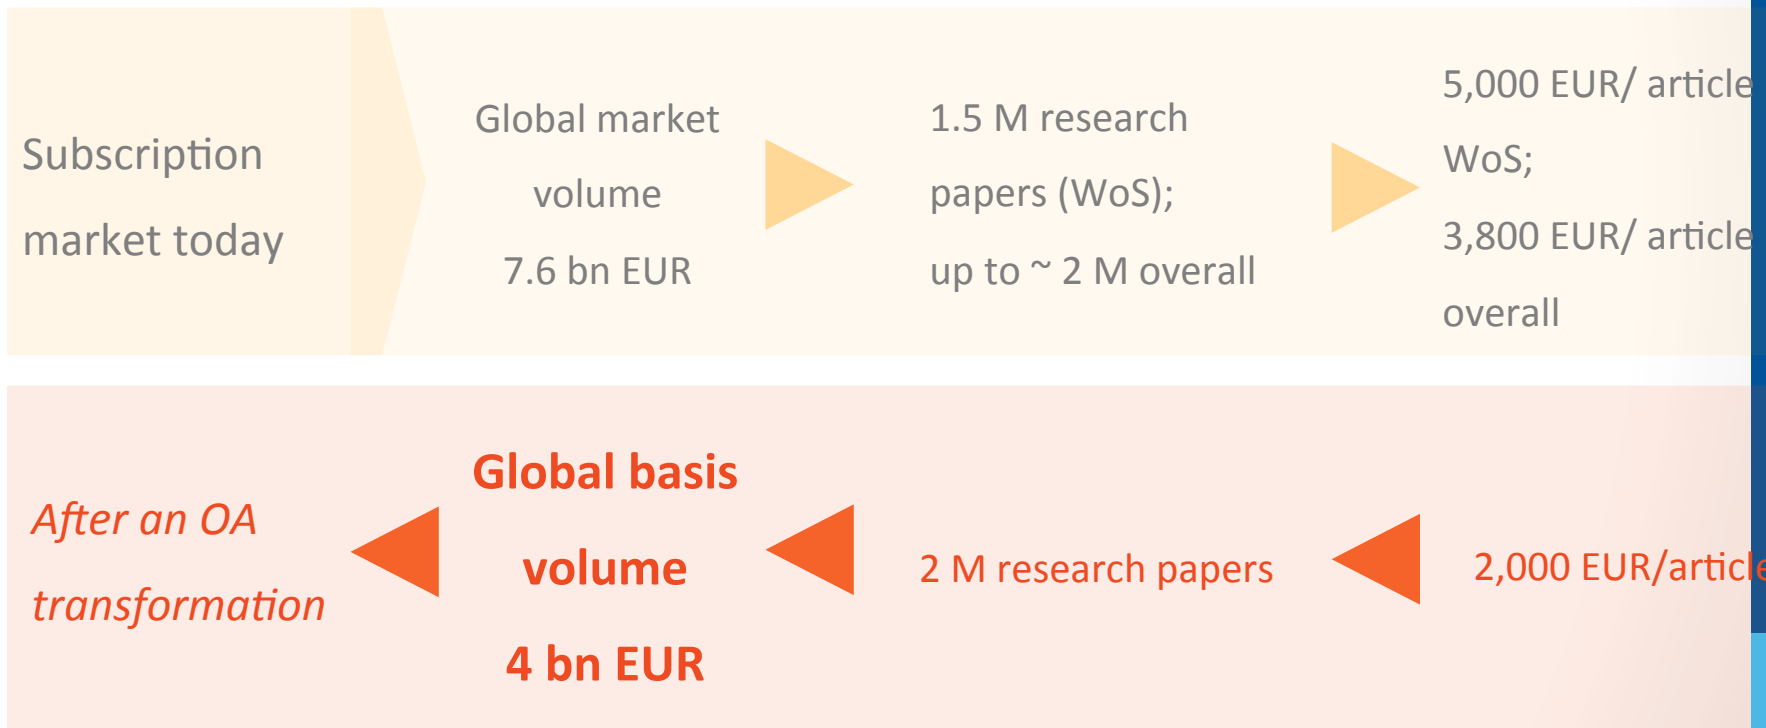 Subscription
market today
Global market
volume
7.6 bn EUR
1.5 M research
papers (WoS);
up to ~ 2 M overall
5,000 EUR/ article
WoS;
3,800 EUR/ article
overall
After an OA
transformation
Global basis
volume
4 bn EUR
2 M research papers
2,000 EUR/article